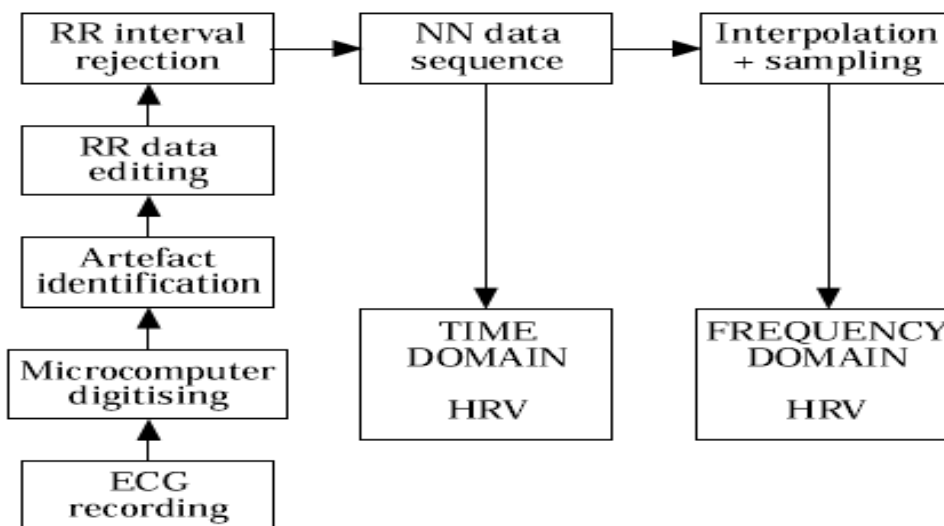 RR interval
rejection
NN data
sequence
Interpolation
+ sampling
RR data
editing
Artefact
identification
Microcomputer
digitising
ECG
recording
TIME
DOMAIN
HRV
FREQUENCY
DOMAIN
HRV